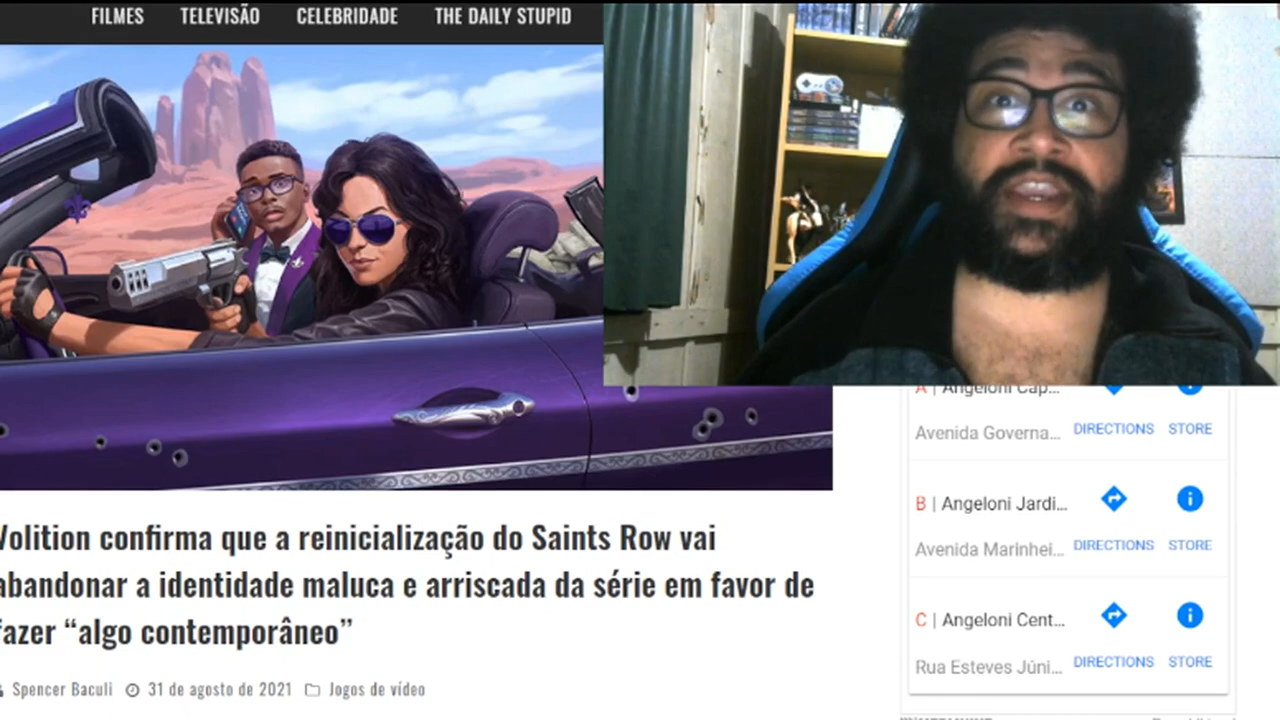 FILMES TELEVISÃO CELEBRIDADE THE DAILY STUPID
Volition confirma que a reinicialização do Saints Row vai
abandonar a identidade maluca e arriscada da série em favor de
fazer “algo contemporâneo”
Spencer Baculi 31 de agosto de 2021 Jogos de vídeo
A | Angeloni Cap...
Avenida Governa... DIRECTIONS STORE
B | Angeloni Jardi...
Avenida Marinhei... DIRECTIONS STORE
C | Angeloni Cent...
Rua Esteves Júni... DIRECTIONS STORE